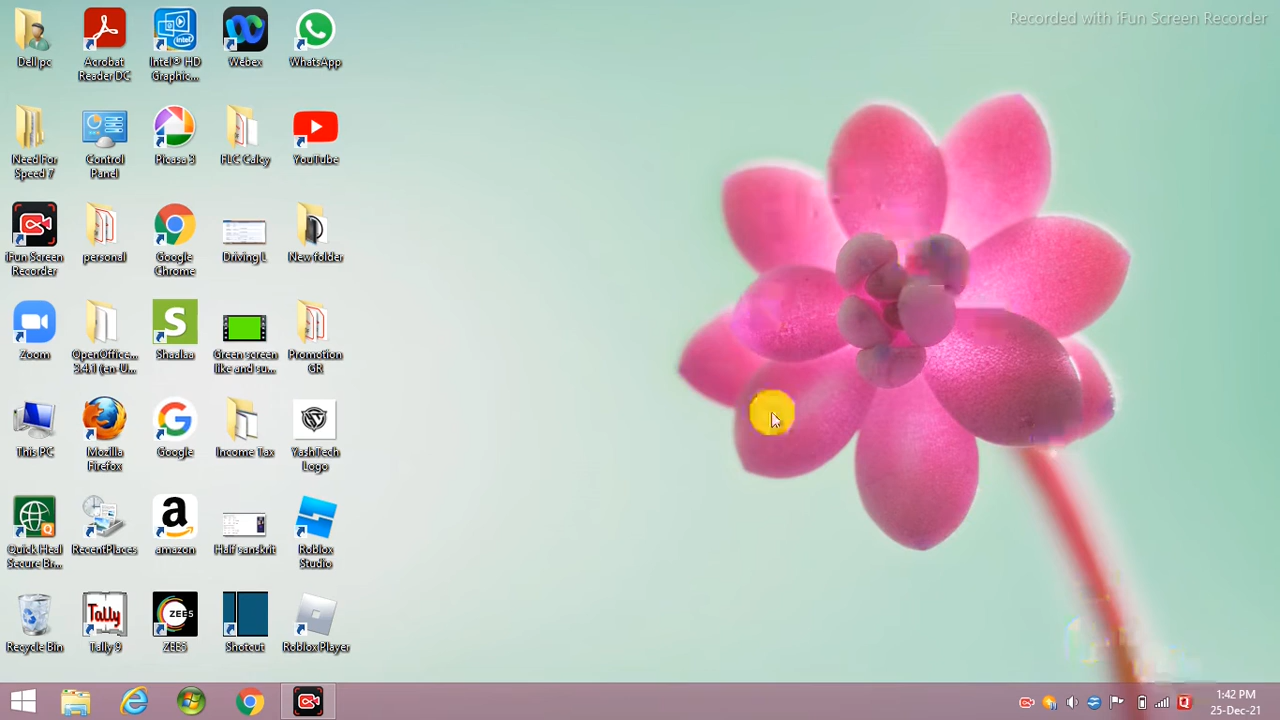 Recorded with iFun Screen Recorder
Dell pc
Acrobat
Reader DC
Intel® HD
Graphic...
Webex
WhatsApp
Need For
Speed 7
Control
Panel
Picasa 3
FLC Calcy
YouTube
iFun Screen
Recorder
personal
Google
Chrome
Driving L
New folder
Zoom
OpenOffice...
3.4.1 (en-U...
S
Shaalaa
Green screen
like and su...
Promotion
GR
This PC
Mozilla
Firefox
Google
Income Tax
YashTech
Logo
Quick Heal
Secure Br...
RecentPlaces
amazon
Half sanskrit
Roblox
Studio
Recycle Bin
Tally
Tally 9
ZEE5
ZEE5
Shotcut
Roblox Player
1:42 PM
25-Dec-21